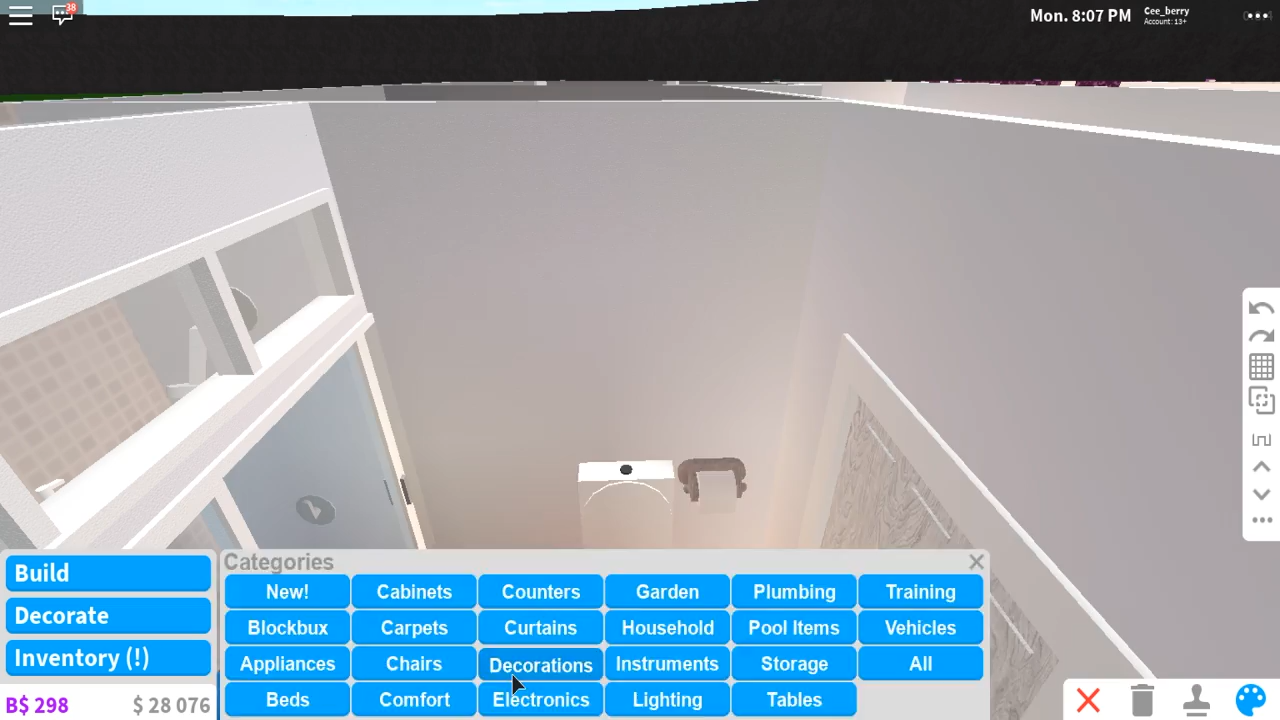 38
Mon. 8:07 PM
Cee_berry
Account: 13+
Build
Decorate
Inventory (!)
B$ 298
$ 28 076
Categories
New!
Cabinets
Counters
Garden
Plumbing
Training
Blockbux
Carpets
Curtains
Household
Pool Items
Vehicles
Appliances
Chairs
Decorations
Instruments
Storage
All
Beds
Comfort
Electronics
Lighting
Tables